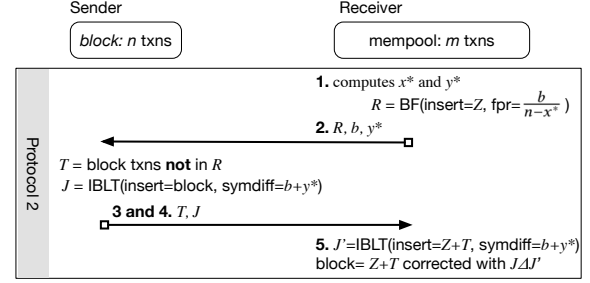 Sender
Receiver
block: n txns
mempool: m txns
Protocol 2
1. computes x* and y*
R = BF(insert=Z, fpr= b/(n−x*) )
2. R, b, y*
T = block txns not in R
J = IBLT(insert=block, symdiff=b+y*)
3 and 4. T, J
5. J'=IBLT(insert=Z+T, symdiff=b+y*)
block= Z+T corrected with JΔJ'